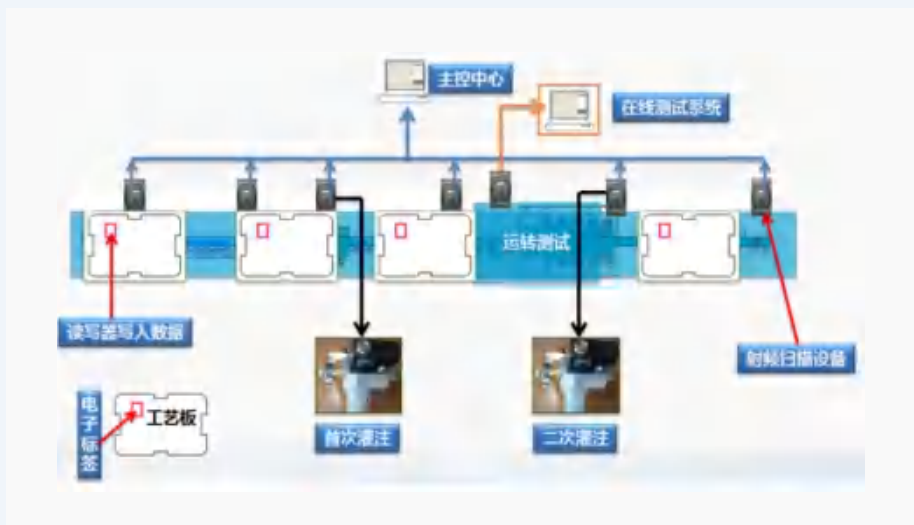 主控中心
在线测试系统
运转测试
读写器写入数据
射频扫描设备
电子标签
工艺板
首次灌注
二次灌注